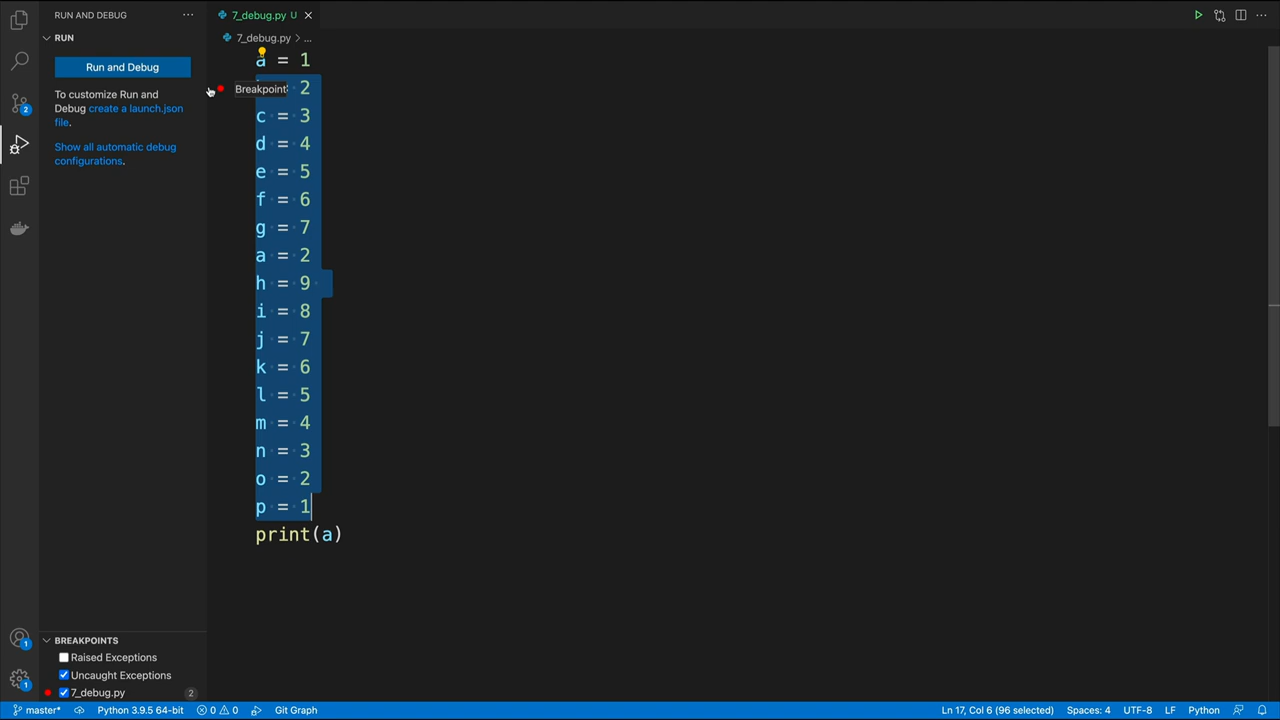 RUN AND DEBUG
7_debug.py U
RUN
7_debug.py > ...
Run and Debug
To customize Run and
Debug create a launch.json
file.
Show all automatic debug
configurations.
a = 1
Breakpoint 2
c = 3
d = 4
e = 5
f = 6
g = 7
a = 2
h = 9
i = 8
j = 7
k = 6
l = 5
m = 4
n = 3
o = 2
p = 1
print(a)
BREAKPOINTS
Raised Exceptions
Uncaught Exceptions
7_debug.py 2
2
1
1
master* Python 3.9.5 64-bit 0 0 Git Graph Ln 17, Col 6 (96 selected) Spaces: 4 UTF-8 LF Python